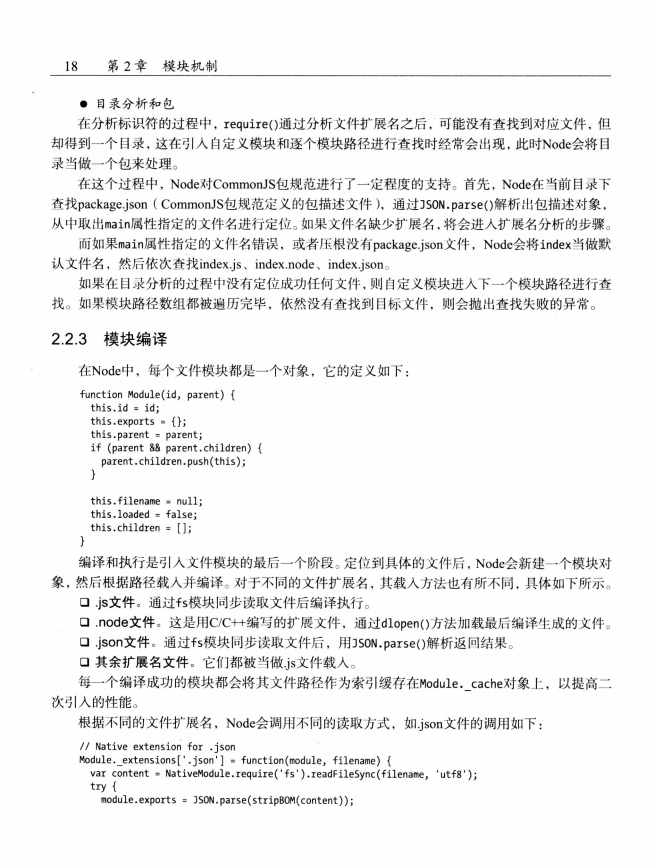 18 第 2 章 模块机制
● 目录分析和包
在分析标识符的过程中，require()通过分析文件扩展名之后，可能没有查找到对应文件，但
却得到一个目录，这在引入自定义模块和逐个模块路径进行查找时经常会出现，此时Node会将目
录当做一个包来处理。
在这个过程中，Node对CommonJS包规范进行了一定程度的支持。首先，Node在当前目录下
查找package.json（CommonJS包规范定义的包描述文件），通过JSON.parse()解析出包描述对象，
从中取出main属性指定的文件名进行定位。如果文件名缺少扩展名，将会进入扩展名分析的步骤。
而如果main属性指定的文件名错误，或者压根没有package.json文件，Node会将index当做默
认文件名，然后依次查找index.js、index.node、index.json。
如果在目录分析的过程中没有定位成功任何文件，则自定义模块进入下一个模块路径进行查
找。如果模块路径数组都被遍历完毕，依然没有查找到目标文件，则会抛出查找失败的异常。
2.2.3 模块编译
在Node中，每个文件模块都是一个对象，它的定义如下：
function Module(id, parent) {
this.id = id;
this.exports = {};
this.parent = parent;
if (parent && parent.children) {
parent.children.push(this);
}
this.filename = null;
this.loaded = false;
this.children = [];
}
编译和执行是引入文件模块的最后一个阶段。定位到具体的文件后，Node会新建一个模块对
象，然后根据路径载入并编译。对于不同的文件扩展名，其载入方法也有所不同，具体如下所示。
❑ .js文件。通过fs模块同步读取文件后编译执行。
❑ .node文件。这是用C/C++编写的扩展文件，通过dlopen()方法加载最后编译生成的文件。
❑ .json文件。通过fs模块同步读取文件后，用JSON.parse()解析返回结果。
❑ 其余扩展名文件。它们都被当做.js文件载入。
每一个编译成功的模块都会将其文件路径作为索引缓存在Module._cache对象上，以提高二
次引入的性能。
根据不同的文件扩展名，Node会调用不同的读取方式，如.json文件的调用如下：
// Native extension for .json
Module._extensions['.json'] = function(module, filename) {
var content = NativeModule.require('fs').readFileSync(filename, 'utf8');
try {
module.exports = JSON.parse(stripBOM(content));